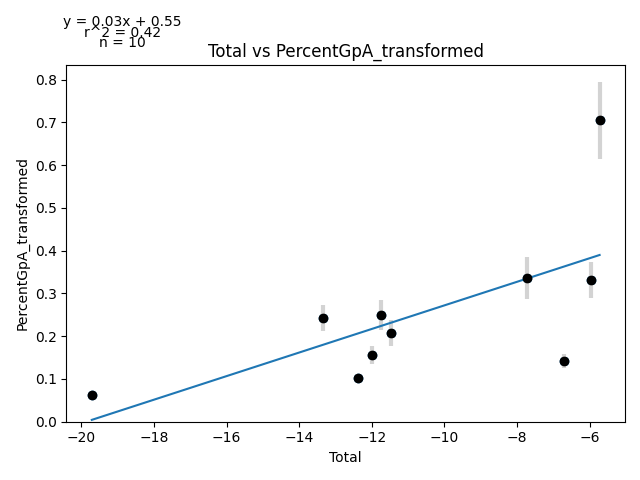 y = 0.03x + 0.55
r^2 = 0.42
n = 10
Total vs PercentGpA_transformed
PercentGpA_transformed
0.8
0.7
0.6
0.5
0.4
0.3
0.2
0.1
0.0
−20
−18
−16
−14
−12
−10
−8
−6
Total